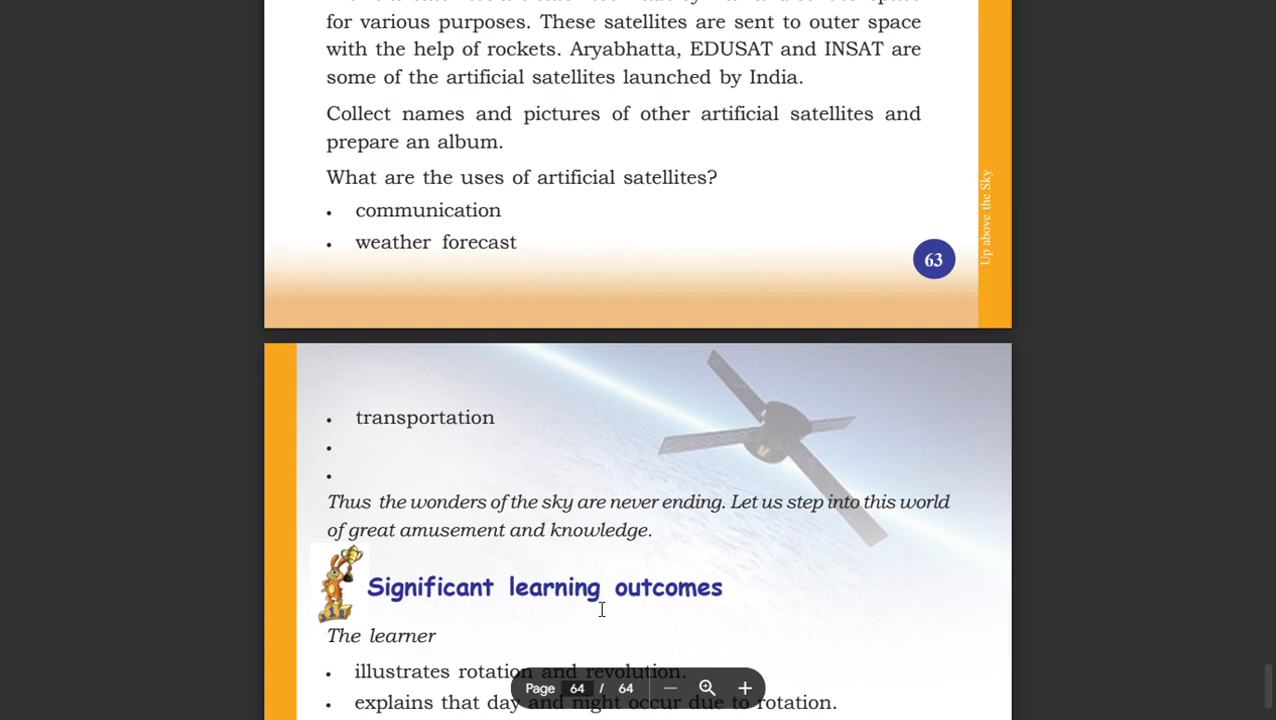 for various purposes. These satellites are sent to outer space
with the help of rockets. Aryabhatta, EDUSAT and INSAT are
some of the artificial satellites launched by India.
Collect names and pictures of other artificial satellites and
prepare an album.
What are the uses of artificial satellites?
• communication
• weather forecast
63
Up above the Sky
• transportation
•
•
Thus the wonders of the sky are never ending. Let us step into this world
of great amusement and knowledge.
Significant learning outcomes
The learner
• illustrates rotation and revolution.
Page 64 / 64
• explains that day and night occur due to rotation.